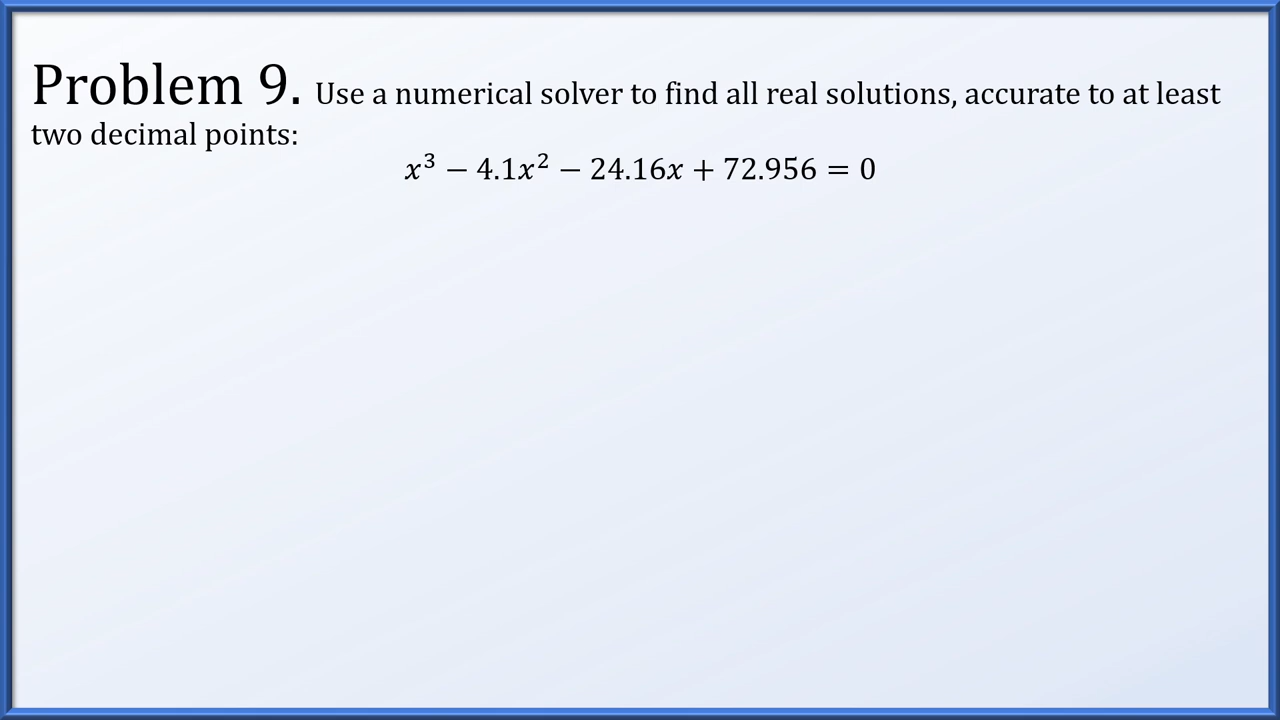 Problem 9. Use a numerical solver to find all real solutions, accurate to at least
two decimal points:
x³ − 4.1x² − 24.16x + 72.956 = 0